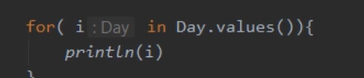 for( i : Day in Day.values()){
println(i)
}